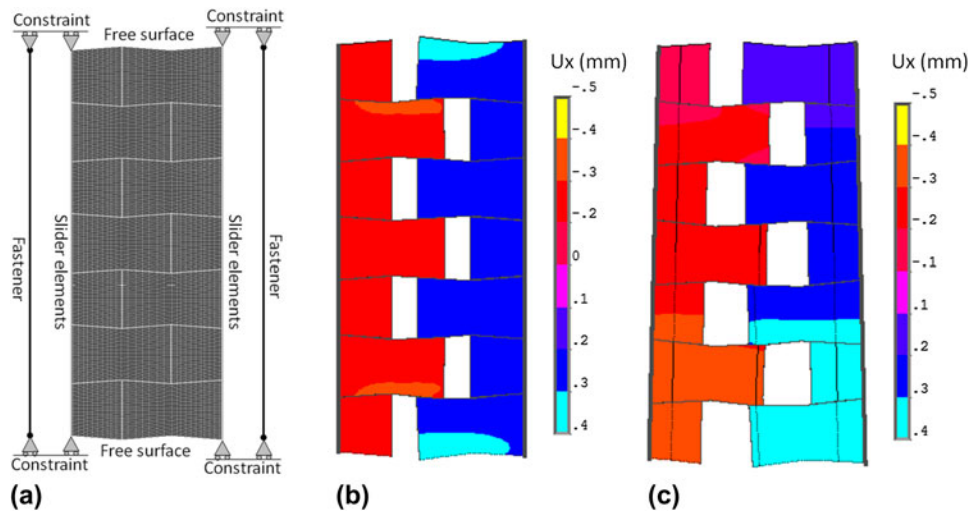 Constraint
Constraint
Free surface
Fastener
Slider elements
Slider elements
Fastener
Free surface
Constraint
Constraint
(a)
Ux (mm)
-.5
-.4
-.3
-.2
0
.1
.2
.3
.4
(b)
Ux (mm)
-.5
-.4
-.3
-.2
-.1
.1
.2
.3
.4
(c)